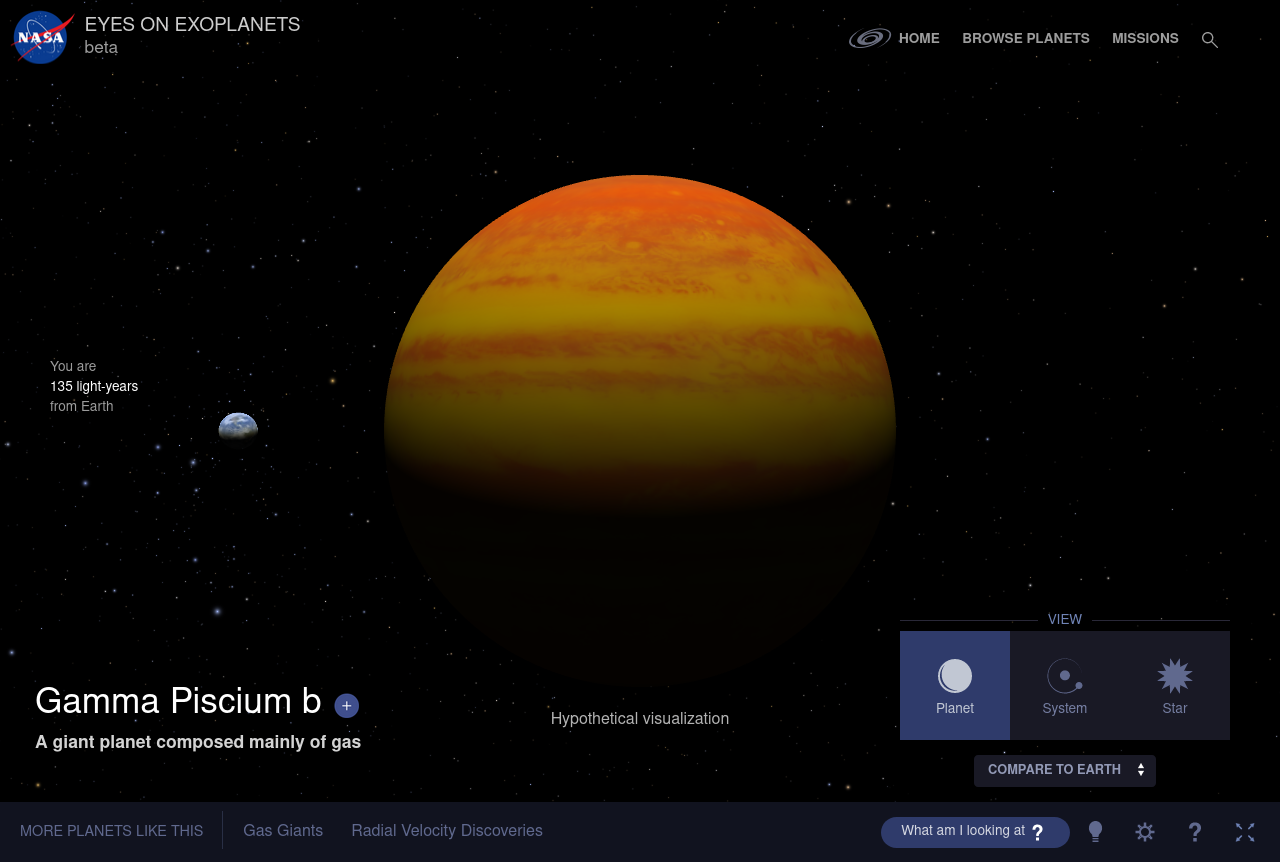 NASA
EYES ON EXOPLANETS
beta
HOME
BROWSE PLANETS
MISSIONS
You are
135 light-years
from Earth
VIEW
Planet
System
Star
Gamma Piscium b +
A giant planet composed mainly of gas
Hypothetical visualization
COMPARE TO EARTH
MORE PLANETS LIKE THIS
Gas Giants
Radial Velocity Discoveries
What am I looking at ?
?